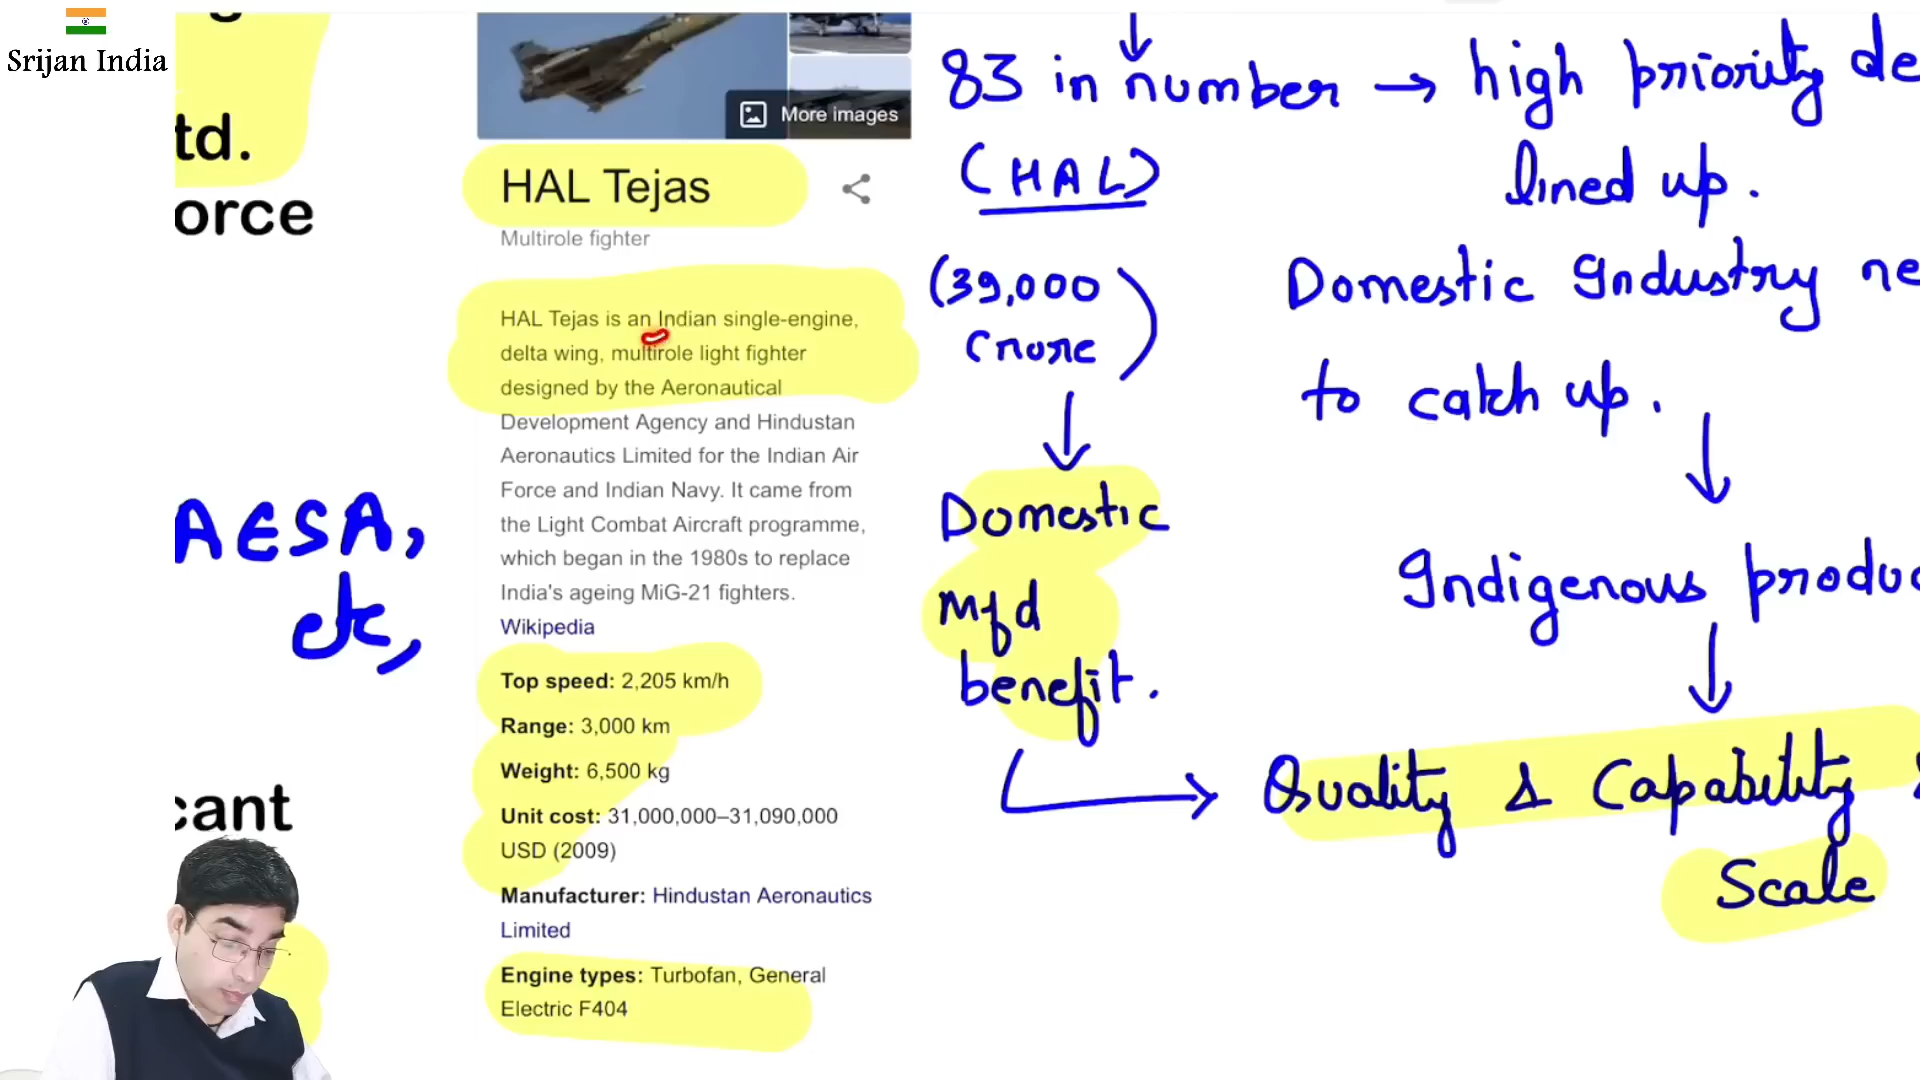 Srijan India
td.
orce
AESA,
etc,
cant
More images
HAL Tejas
Multirole fighter
HAL Tejas is an Indian single-engine,
delta wing, multirole light fighter
designed by the Aeronautical
Development Agency and Hindustan
Aeronautics Limited for the Indian Air
Force and Indian Navy. It came from
the Light Combat Aircraft programme,
which began in the 1980s to replace
India's ageing MiG-21 fighters.
Wikipedia
Top speed: 2,205 km/h
Range: 3,000 km
Weight: 6,500 kg
Unit cost: 31,000,000–31,090,000
USD (2009)
Manufacturer: Hindustan Aeronautics
Limited
Engine types: Turbofan, General
Electric F404
83 in number → high priority de
(HAL)
lined up.
(39,000
crore)
Domestic
Mfd
benefit.
Domestic Industry ne
to catch up.
Indigenous produc
Quality & Capability
Scale